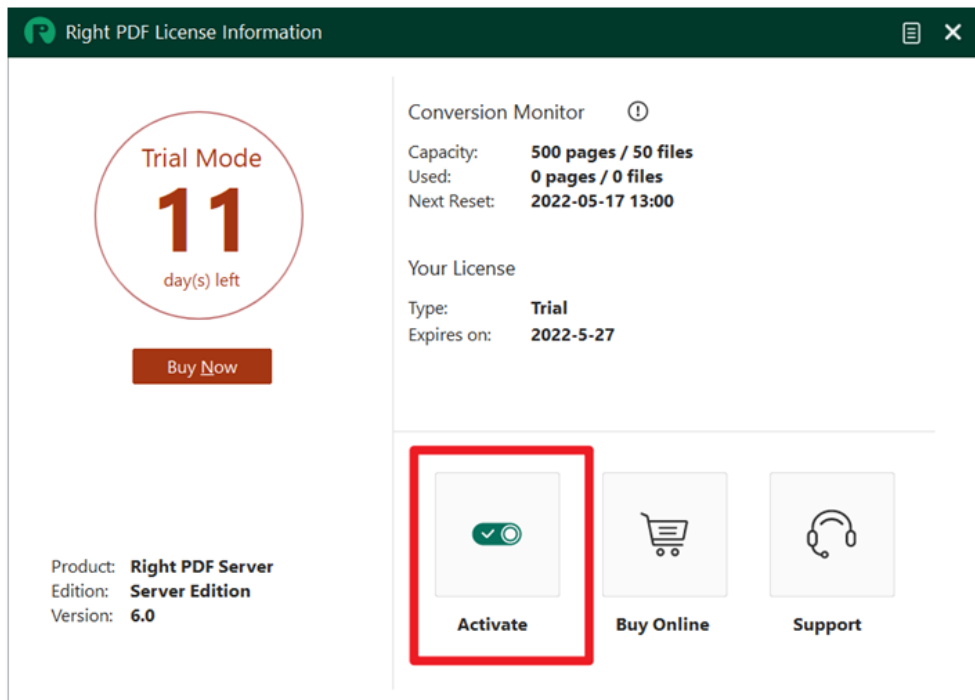 Right PDF License Information
Trial Mode
11
day(s) left
Buy Now
Product: Right PDF Server
Edition: Server Edition
Version: 6.0
Conversion Monitor
Capacity: 500 pages / 50 files
Used: 0 pages / 0 files
Next Reset: 2022-05-17 13:00
Your License
Type: Trial
Expires on: 2022-5-27
Activate
Buy Online
Support